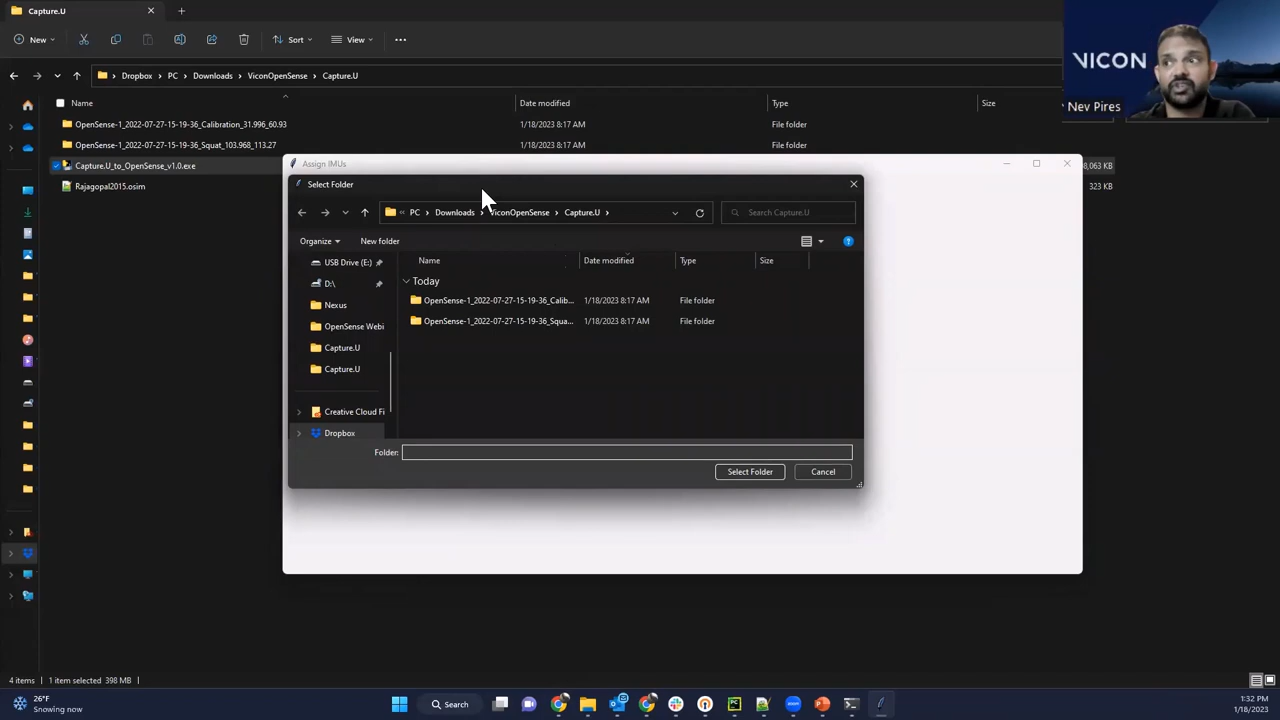 Capture.U
New
Sort
View
Dropbox
PC
Downloads
ViconOpenSense
Capture.U
VICON
Nev Pires
Name
Date modified
Type
Size
OpenSense-1_2022-07-27-15-19-36_Calibration_31.996_60.93
1/18/2023 8:17 AM
File folder
OpenSense-1_2022-07-27-15-19-36_Squat_103.968_113.27
1/18/2023 8:17 AM
File folder
Capture.U_to_OpenSense_v1.0.exe
8,063 KB
Rajagopal2015.osim
323 KB
Assign IMUs
Select Folder
PC
Downloads
ViconOpenSense
Capture.U
Search Capture.U
Organize
New folder
USB Drive (E:)
D:\
Nexus
OpenSense Webi
Capture.U
Capture.U
Creative Cloud Fi
Dropbox
Name
Date modified
Type
Size
Today
OpenSense-1_2022-07-27-15-19-36_Calib...
1/18/2023 8:17 AM
File folder
OpenSense-1_2022-07-27-15-19-36_Squa...
1/18/2023 8:17 AM
File folder
Folder:
Select Folder
Cancel
4 items
1 item selected 398 MB
26°F
Snowing now
Search
1:32 PM
1/18/2023